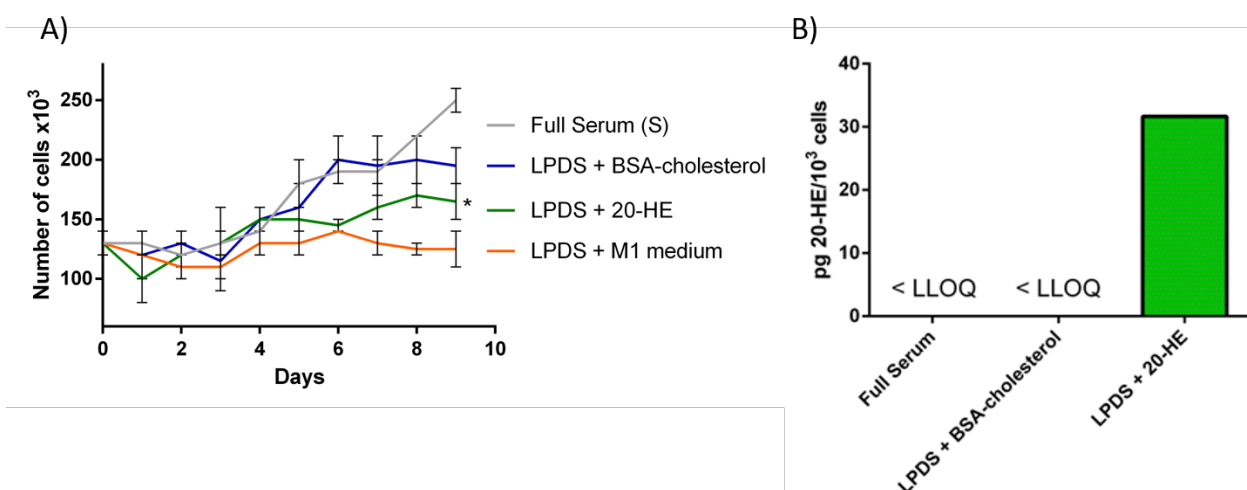 A)
Number of cells x10³
250
200
150
100
0
2
4
6
8
10
Days
Full Serum (S)
LPDS + BSA-cholesterol
LPDS + 20-HE
LPDS + M1 medium
*
B)
pg 20-HE/10³ cells
40
30
20
10
0
< LLOQ
< LLOQ
Full Serum
LPDS + BSA-cholesterol
LPDS + 20-HE